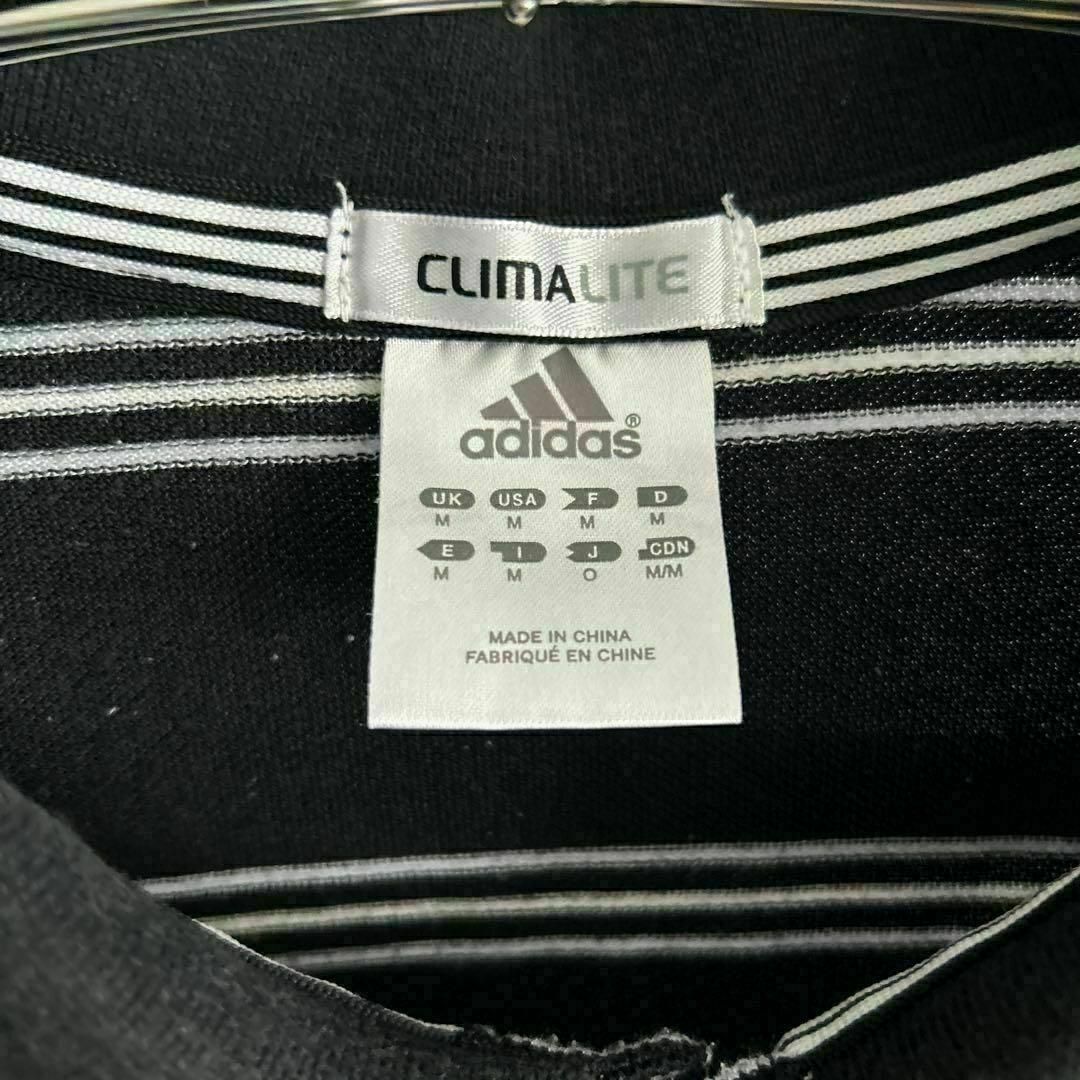 CLIMALITE
adidas®
UK USA F D
M M M M
E I J CDN
M M O M/M
MADE IN CHINA
FABRIQUÉ EN CHINE